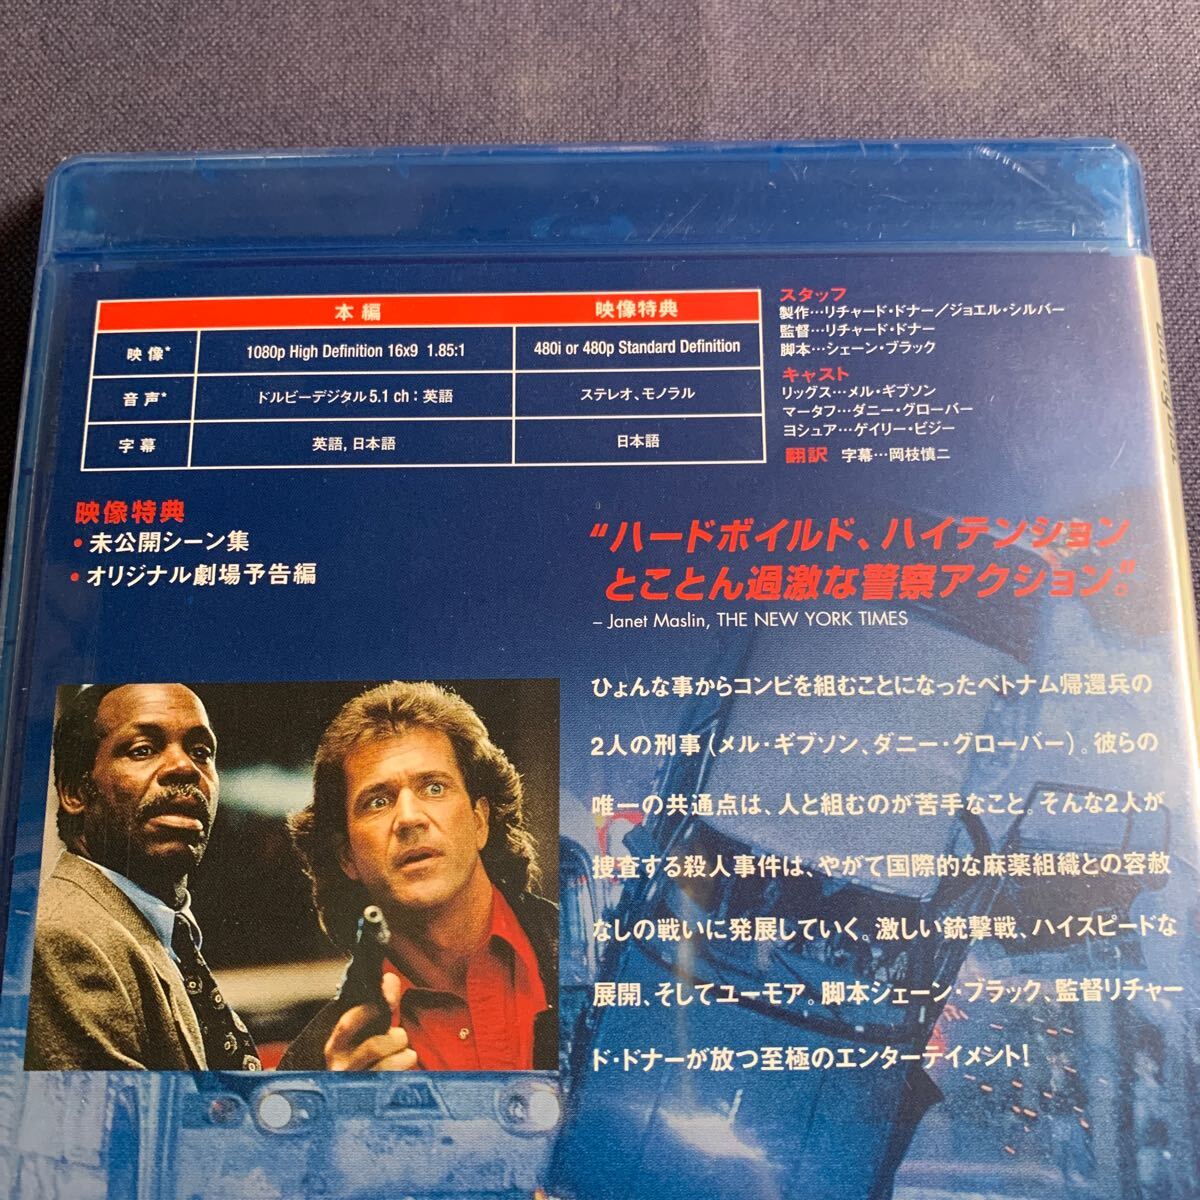 本編 映像特典
映像* 1080p High Definition 16x9 1.85:1 480i or 480p Standard Definition
音声* ドルビーデジタル 5.1 ch：英語 ステレオ、モノラル
字幕 英語, 日本語 日本語
スタッフ
製作…リチャード・ドナー／ジョエル・シルバー
監督…リチャード・ドナー
脚本…シェーン・ブラック
キャスト
リッグス…メル・ギブソン
マータフ…ダニー・グローバー
ヨシュア…ゲイリー・ビジー
翻訳 字幕…岡枝慎二
映像特典
・未公開シーン集
・オリジナル劇場予告編
“ハードボイルド、ハイテンション
とことん過激な警察アクション。”
– Janet Maslin, THE NEW YORK TIMES
ひょんな事からコンビを組むことになったベトナム帰還兵の
2人の刑事（メル・ギブソン、ダニー・グローバー）。彼らの
唯一の共通点は、人と組むのが苦手なこと。そんな2人が
捜査する殺人事件は、やがて国際的な麻薬組織との容赦
なしの戦いに発展していく。激しい銃撃戦、ハイスピードな
展開、そしてユーモア。脚本シェーン・ブラック、監督リチャー
ド・ドナーが放つ至極のエンターテイメント!